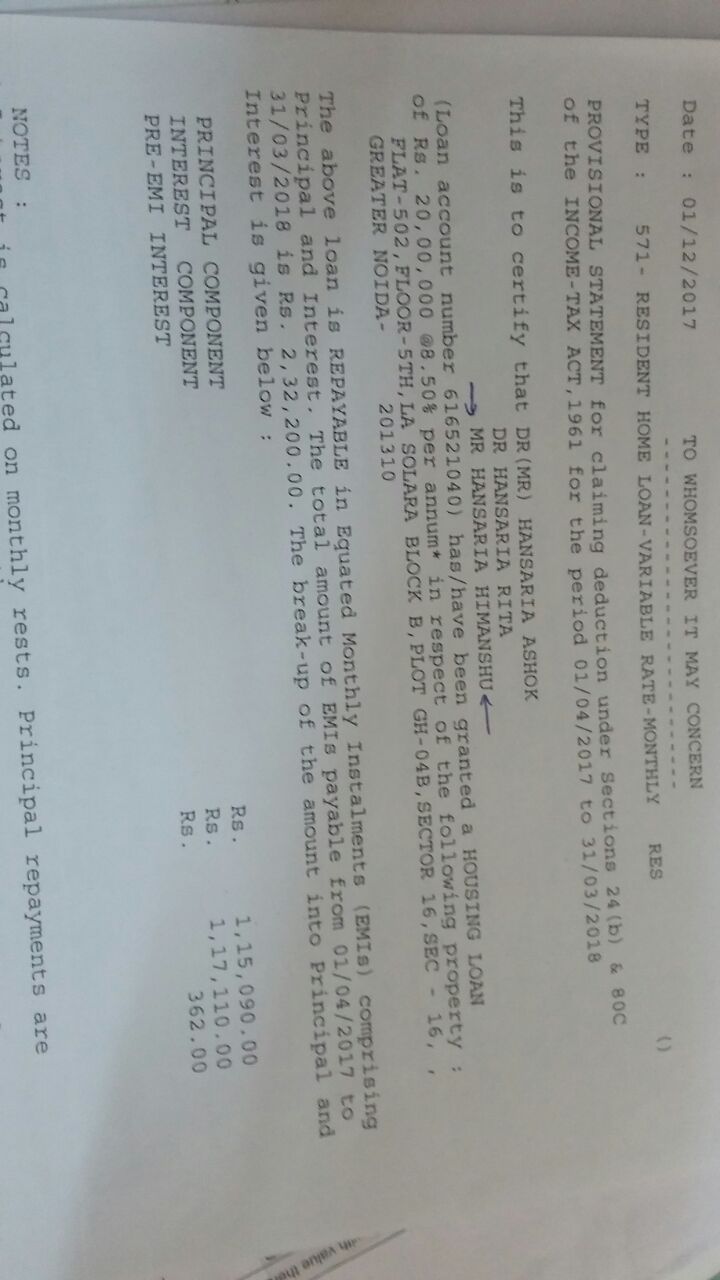 Date : 01/12/2017 TO WHOMSOEVER IT MAY CONCERN
---------------------------
()
TYPE : 571- RESIDENT HOME LOAN-VARIABLE RATE-MONTHLY RES
PROVISIONAL STATEMENT for claiming deduction under Sections 24(b) & 80C
of the INCOME-TAX ACT,1961 for the period 01/04/2017 to 31/03/2018
This is to certify that DR(MR) HANSARIA ASHOK
DR HANSARIA RITA
→ MR HANSARIA HIMANSHU ←
(Loan account number 616521040) has/have been granted a HOUSING LOAN
of Rs. 20,00,000 @8.50% per annum* in respect of the following property :
FLAT-502,FLOOR-5TH,LA SOLARA BLOCK B,PLOT GH-04B,SECTOR 16,SEC - 16, ,
GREATER NOIDA- 201310
The above loan is REPAYABLE in Equated Monthly Instalments (EMIs) comprising
Principal and Interest. The total amount of EMIs payable from 01/04/2017 to
31/03/2018 is Rs. 2,32,200.00. The break-up of the amount into Principal and
Interest is given below :
PRINCIPAL COMPONENT Rs. 1,15,090.00
INTEREST COMPONENT Rs. 1,17,110.00
PRE-EMI INTEREST Rs. 362.00
NOTES :
is calculated on monthly rests. Principal repayments are
value